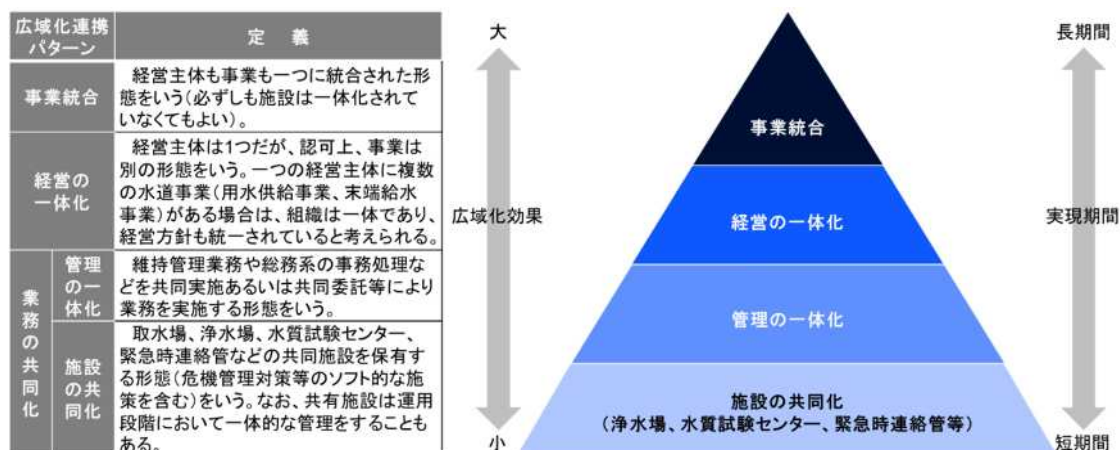 広域化連携
パターン
定　義
事業統合
経営主体も事業も一つに統合された形
態をいう(必ずしも施設は一体化されて
いなくてもよい)。
経営の
一体化
経営主体は1つだが、認可上、事業は
別の形態をいう。一つの経営主体に複数
の水道事業(用水供給事業、末端給水
事業)がある場合は、組織は一体であり、
経営方針も統一されていると考えられる。
業務の共同化
管理
の一
体化
維持管理業務や総務系の事務処理な
どを共同実施あるいは共同委託等により
業務を実施する形態をいう。
施設
の共
同化
取水場、浄水場、水質試験センター、
緊急時連絡管などの共同施設を保有す
る形態(危機管理対策等のソフト的な施
策を含む)をいう。なお、共有施設は運用
段階において一体的な管理をすることも
ある。
大
広域化効果
小
事業統合
経営の一体化
管理の一体化
施設の共同化
(浄水場、水質試験センター、緊急時連絡管等)
長期間
実現期間
短期間